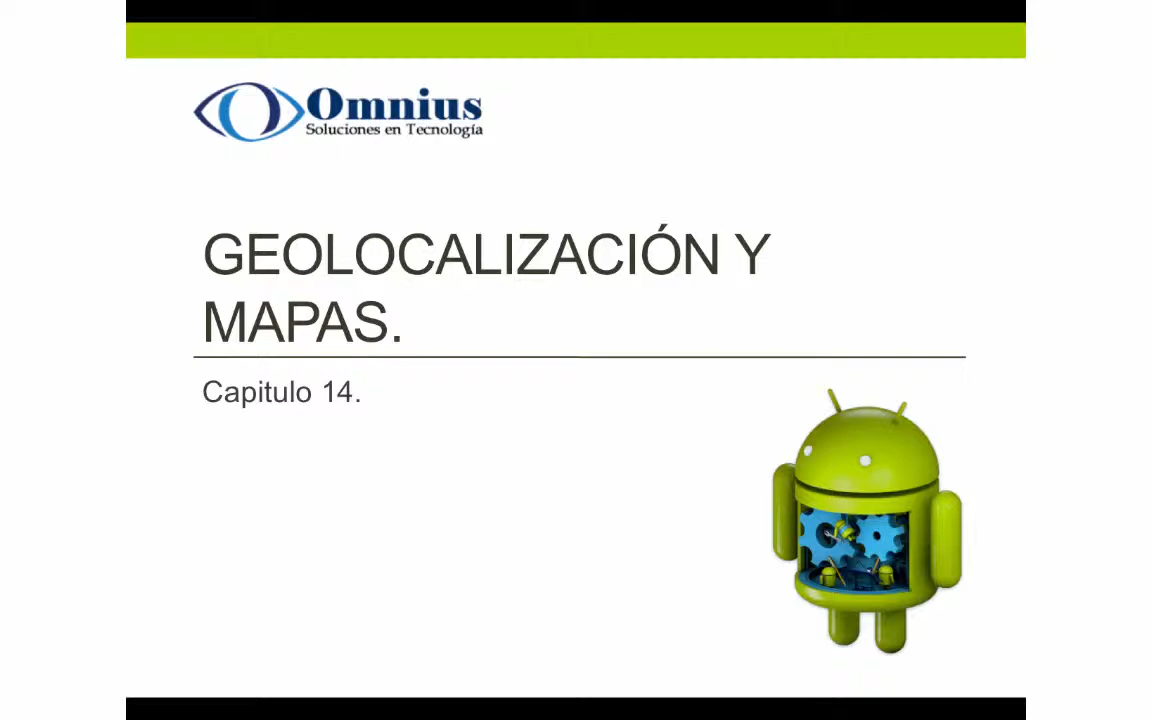 Omnius
Soluciones en Tecnología
GEOLOCALIZACIÓN Y
MAPAS.
Capitulo 14.